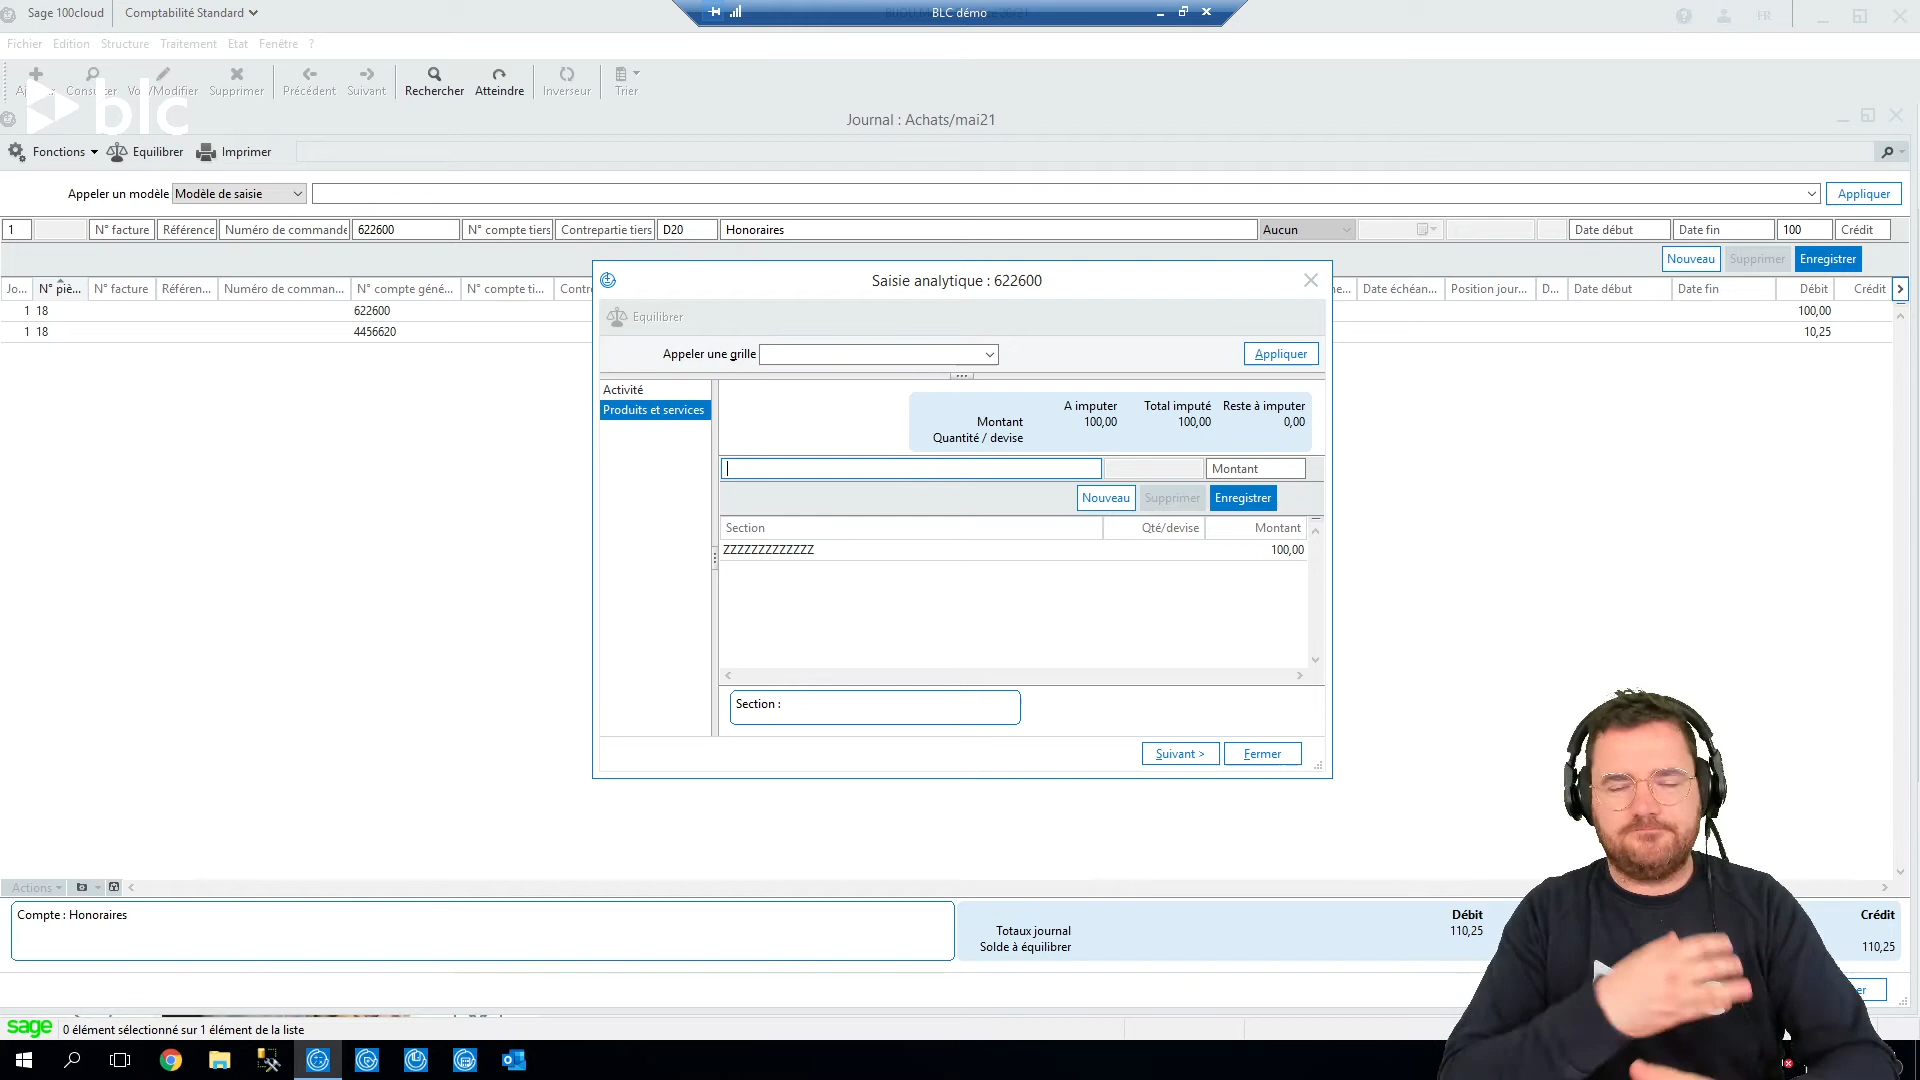 Sage 100cloud
Comptabilité Standard
BLC démo
FR
Fichier Edition Structure Traitement Etat Fenêtre ?
Consulter Voir/Modifier Supprimer Précédent Suivant Rechercher Atteindre Inverseur Trier
blc
Journal : Achats/mai21
Fonctions Equilibrer Imprimer
Appeler un modèle Modèle de saisie Appliquer
1 N° facture Référence Numéro de commande 622600 N° compte tiers Contrepartie tiers D20 Honoraires Aucun Date début Date fin 100 Crédit
Nouveau Supprimer Enregistrer
Jo... N° piè... N° facture Référen... Numéro de comman... N° compte géné... N° compte ti... Contr Date échéan... Position jour... D... Date début Date fin Débit Crédit
1 18 622600 100,00
1 18 4456620 10,25
Saisie analytique : 622600
Equilibrer
Appeler une grille Appliquer
Activité
Produits et services
A imputer Total imputé Reste à imputer
Montant 100,00 100,00 0,00
Quantité / devise
Montant
Nouveau Supprimer Enregistrer
Section Qté/devise Montant
ZZZZZZZZZZZZZ 100,00
Section :
Suivant > Fermer
Actions
Compte : Honoraires
Débit Crédit
Totaux journal 110,25
Solde à équilibrer 110,25
sage 0 élément sélectionné sur 1 élément de la liste